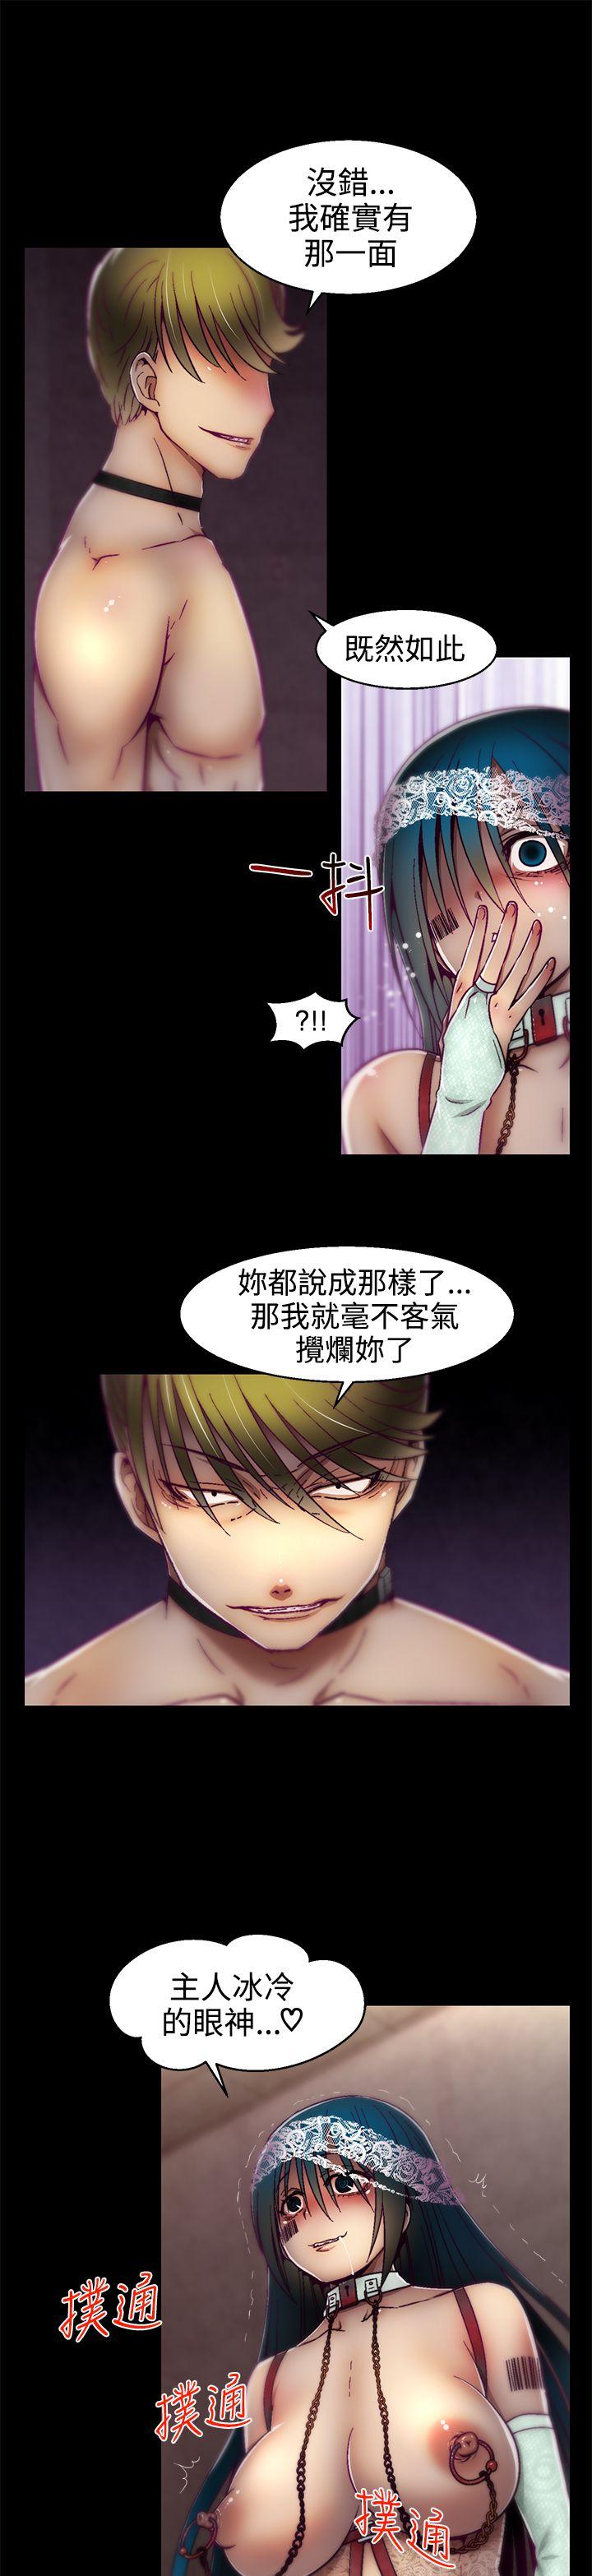 沒錯...
我確實有
那一面
既然如此
一抖
?!!
妳都說成那樣了...
那我就毫不客氣
攪爛妳了
主人冰冷
的眼神...♡
撲通
撲通
撲通